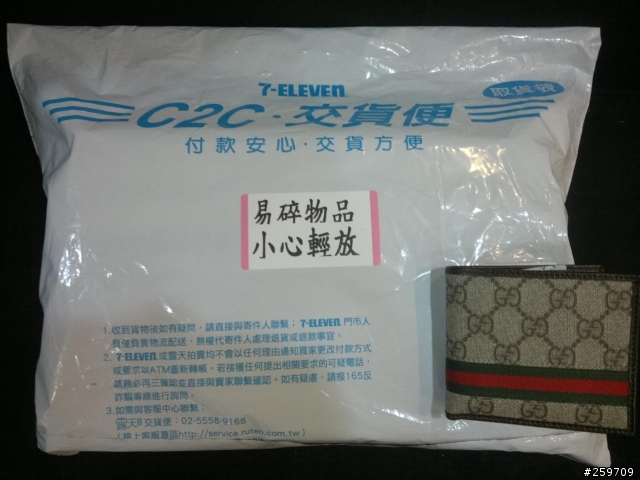 7-ELEVEN
取貨袋
C2C·交貨便
付款安心·交貨方便
易碎物品
小心輕放
1.收到貨物後如有疑問,請直接與寄件人聯繫;7-ELEVEN門市人
員僅負責物流配送,無權代寄件人處理退貨或退款事宜。
2.7-ELEVEN或露天拍賣均不會以任何理由通知買家更改付款方式
或要求以ATM重新轉帳,若接獲任何提出相關要求的可疑電話,
請務必再三確認並直接與賣家聯繫確認。如有疑慮,請撥165反
詐騙專線進行詢問。
3.如需與客服中心聯繫:
露天 交貨便:02-5558-9168
(線上客服專區http://service.ruten.com.tw)
#259709